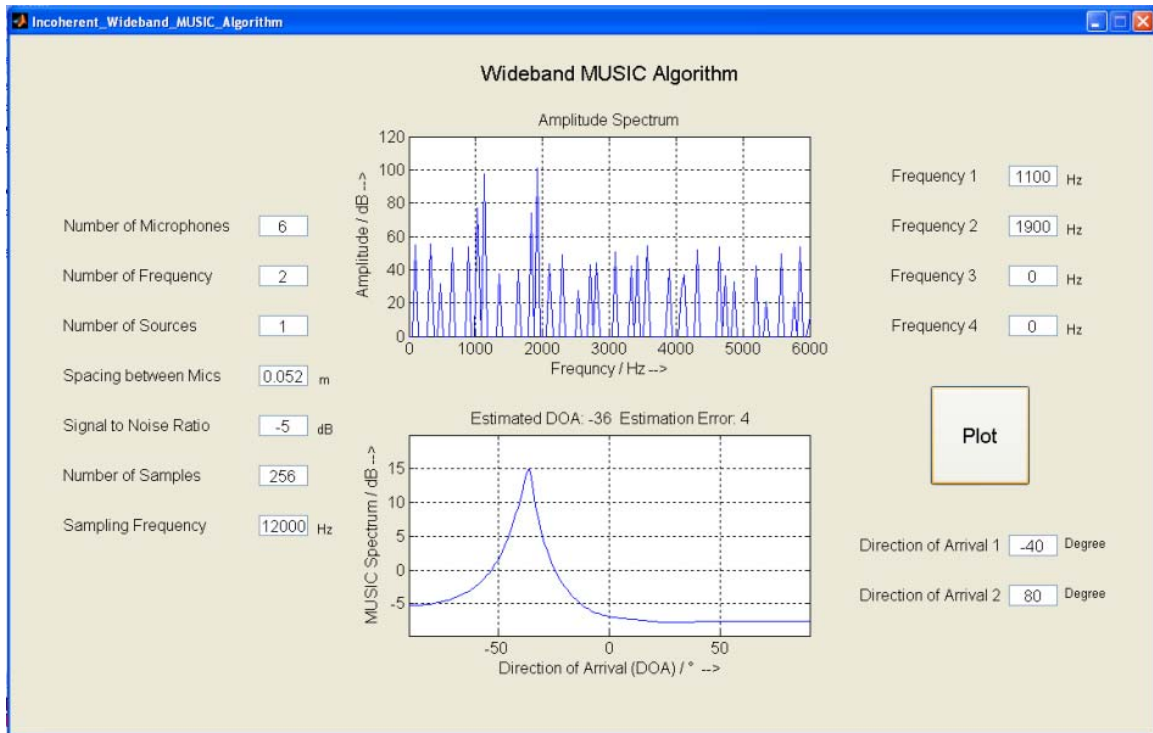 Incoherent_Wideband_MUSIC_Algorithm
Wideband MUSIC Algorithm
Number of Microphones 6
Number of Frequency 2
Number of Sources 1
Spacing between Mics 0.052 m
Signal to Noise Ratio -5 dB
Number of Samples 256
Sampling Frequency 12000 Hz
Amplitude Spectrum
Amplitude / dB -->
120
100
80
60
40
20
0
0 1000 2000 3000 4000 5000 6000
Frequncy / Hz -->
Estimated DOA: -36 Estimation Error: 4
MUSIC Spectrum / dB -->
15
10
5
0
-5
-50 0 50
Direction of Arrival (DOA) / ° -->
Frequency 1 1100 Hz
Frequency 2 1900 Hz
Frequency 3 0 Hz
Frequency 4 0 Hz
Plot
Direction of Arrival 1 -40 Degree
Direction of Arrival 2 80 Degree